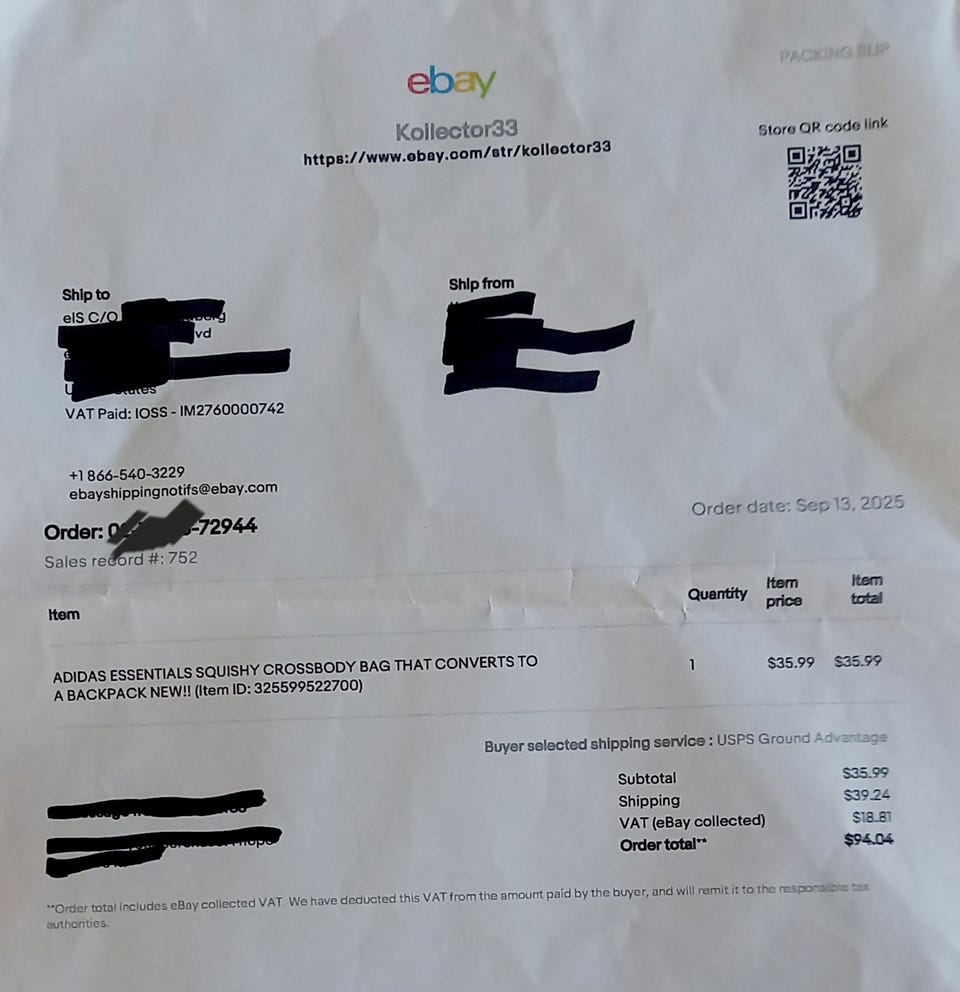 PACKING SLIP
ebay
Kollector33
https://www.ebay.com/str/kollector33
Store QR code link
Ship to
eIS C/O
vd
VAT Paid: IOSS - IM2760000742
Ship from
+1 866-540-3229
ebayshippingnotifs@ebay.com
Order: -72944
Order date: Sep 13, 2025
Sales record #: 752
Item Quantity Item price Item total
ADIDAS ESSENTIALS SQUISHY CROSSBODY BAG THAT CONVERTS TO 1 $35.99 $35.99
A BACKPACK NEW!! (Item ID: 325599522700)
Buyer selected shipping service : USPS Ground Advantage
Subtotal $35.99
Shipping $39.24
VAT (eBay collected) $18.81
Order total** $94.04
**Order total includes eBay collected VAT. We have deducted this VAT from the amount paid by the buyer, and will remit it to the responsible tax
authorities.